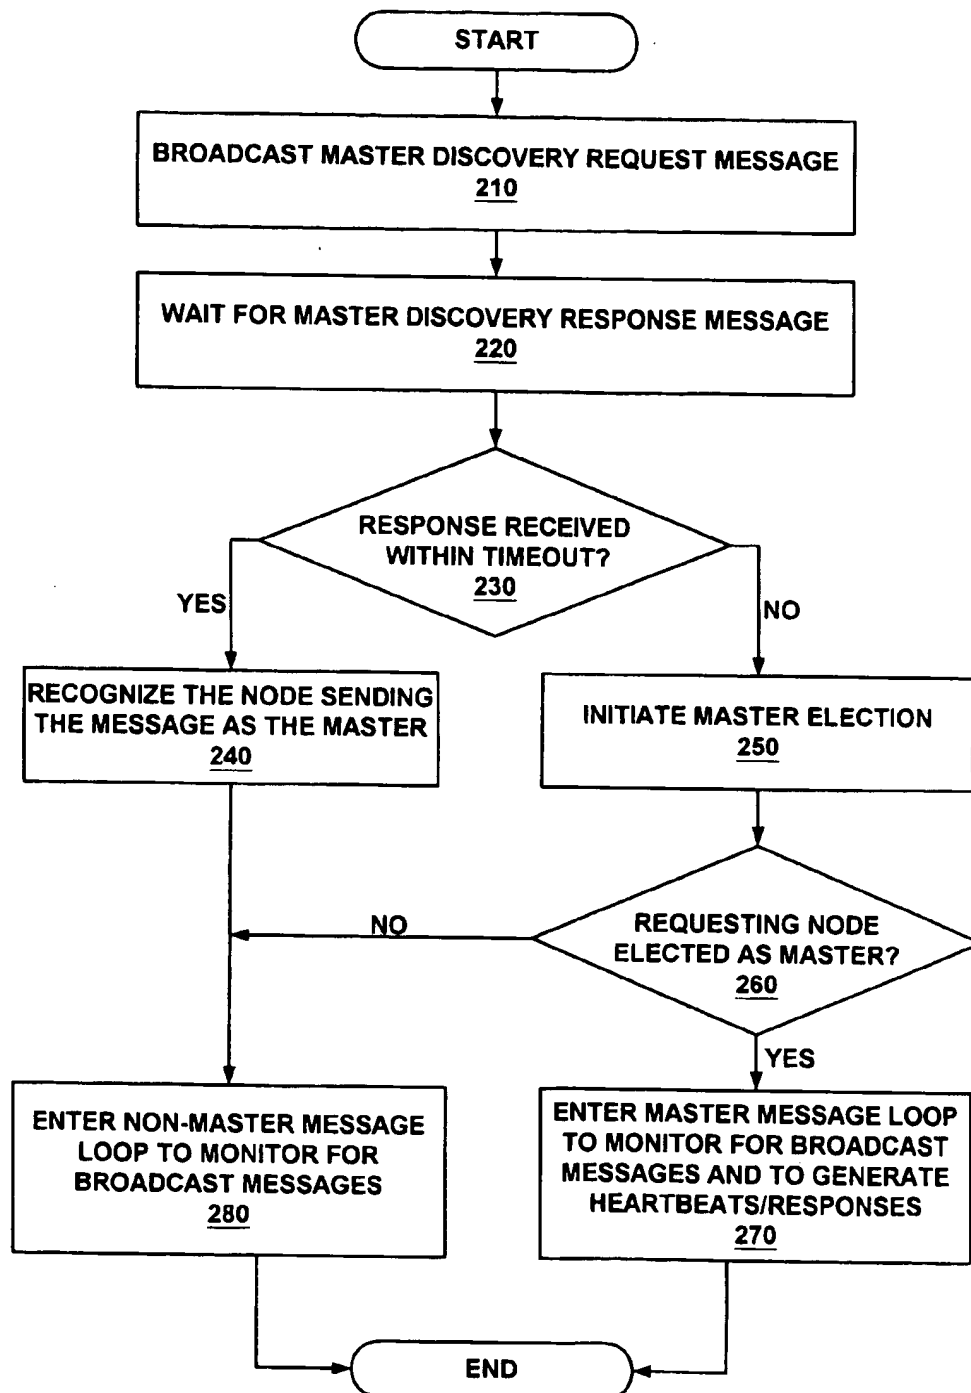 START
BROADCAST MASTER DISCOVERY REQUEST MESSAGE
210
WAIT FOR MASTER DISCOVERY RESPONSE MESSAGE
220
RESPONSE RECEIVED
WITHIN TIMEOUT?
230
YES
NO
RECOGNIZE THE NODE SENDING
THE MESSAGE AS THE MASTER
240
INITIATE MASTER ELECTION
250
NO
REQUESTING NODE
ELECTED AS MASTER?
260
YES
ENTER NON-MASTER MESSAGE
LOOP TO MONITOR FOR
BROADCAST MESSAGES
280
ENTER MASTER MESSAGE LOOP
TO MONITOR FOR BROADCAST
MESSAGES AND TO GENERATE
HEARTBEATS/RESPONSES
270
END